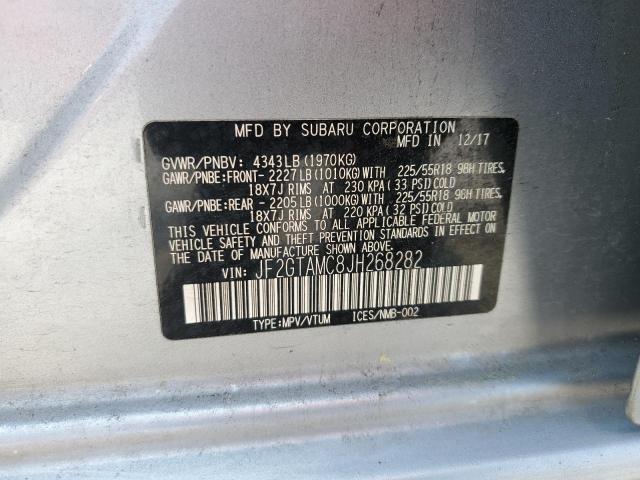 MFD BY SUBARU CORPORATION
MFD IN 12/17
GVWR/PNBV: 4343LB(1970KG)
GAWR/PNBE:FRONT- 2227LB(1010KG)WITH 225/55R18 98H TIRES,
18X7J RIMS AT 230 KPA(33 PSI)COLD
GAWR/PNBE:REAR - 2205LB(1000KG)WITH 225/55R18 98H TIRES,
18X7J RIMS AT 220 KPA(32 PSI)COLD
THIS VEHICLE CONFORMS TO ALL APPLICABLE FEDERAL MOTOR
VEHICLE SAFETY AND THEFT PREVENTION STANDARDS IN EFFECT ON
THE DATE OF MANUFACTURE SHOWN ABOVE.
VIN: JF2GTAMC8JH268282
TYPE:MPV/VTUM ICES/NMB-002